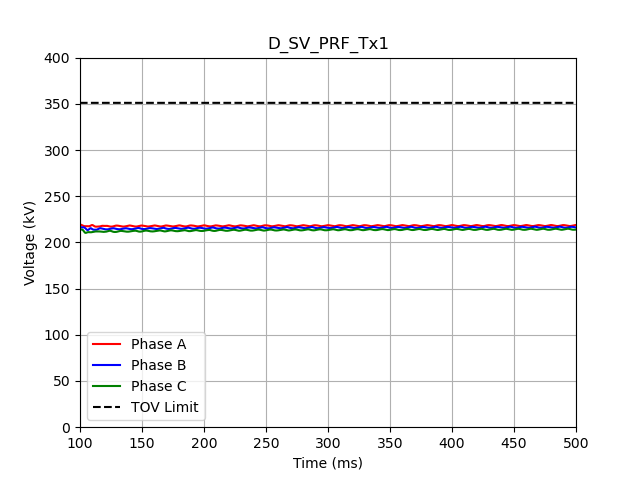 D_SV_PRF_Tx1
400
350
300
250
200
150
100
50
0
Voltage (kV)
Phase A
Phase B
Phase C
TOV Limit
100 150 200 250 300 350 400 450 500
Time (ms)